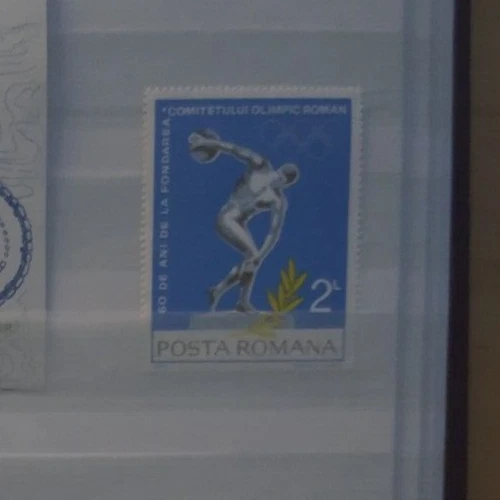 60 DE ANI DE LA FONDAREA
COMITETULUI OLIMPIC ROMAN
2L
POSTA ROMANA